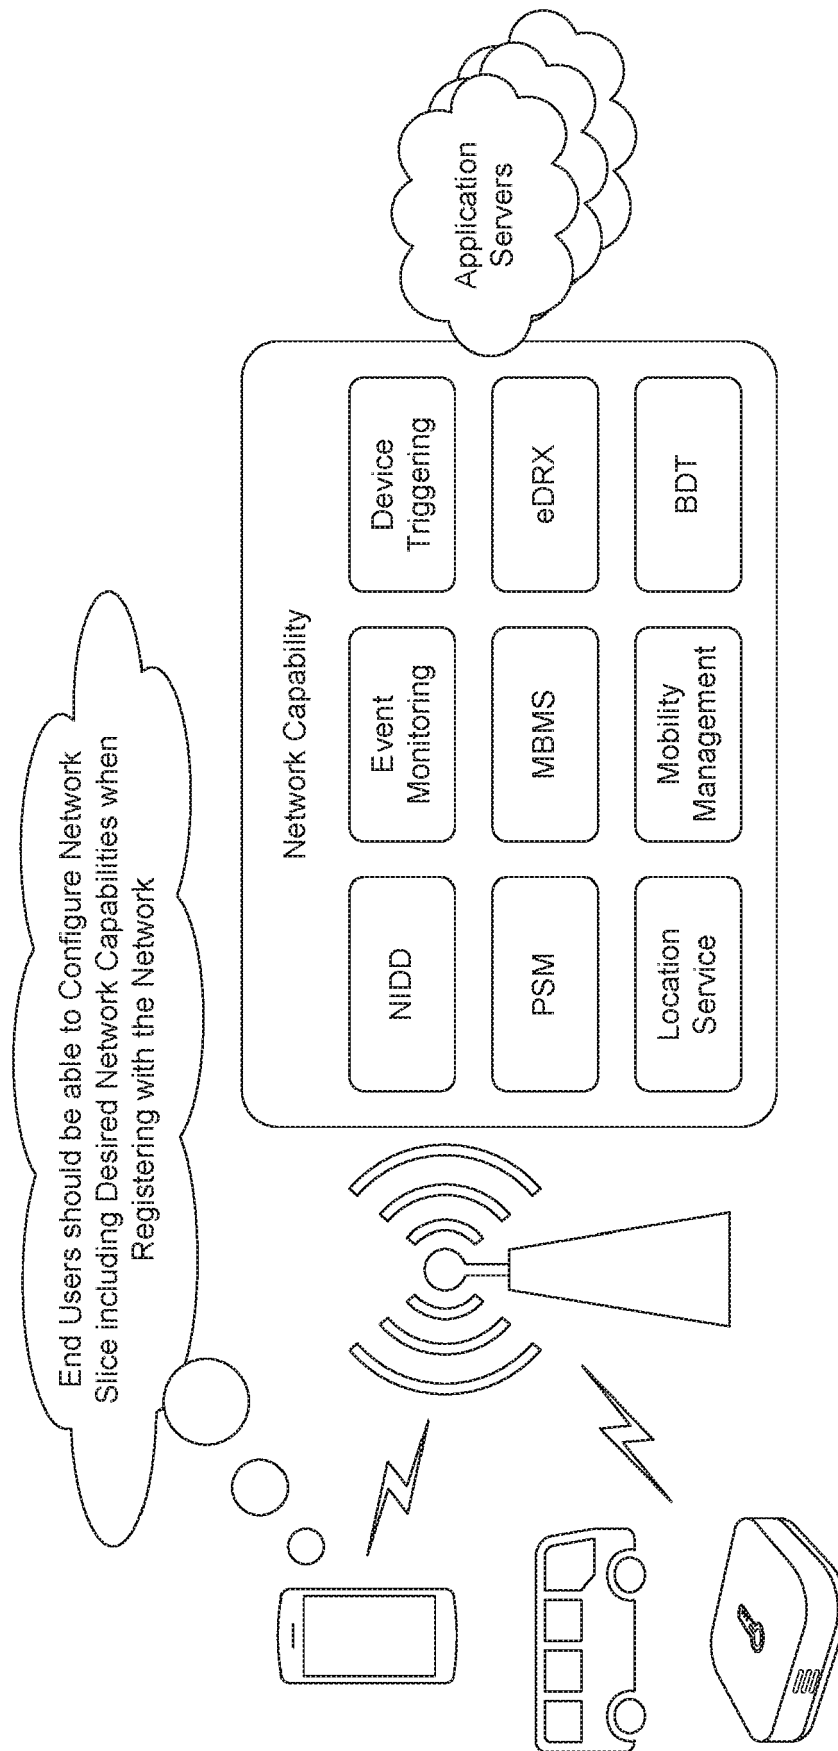 End Users should be able to Configure Network
Slice including Desired Network Capabilities when
Registering with the Network
Network Capability
NIDD
Event
Monitoring
Device
Triggering
PSM
MBMS
eDRX
Location
Service
Mobility
Management
BDT
Application
Servers